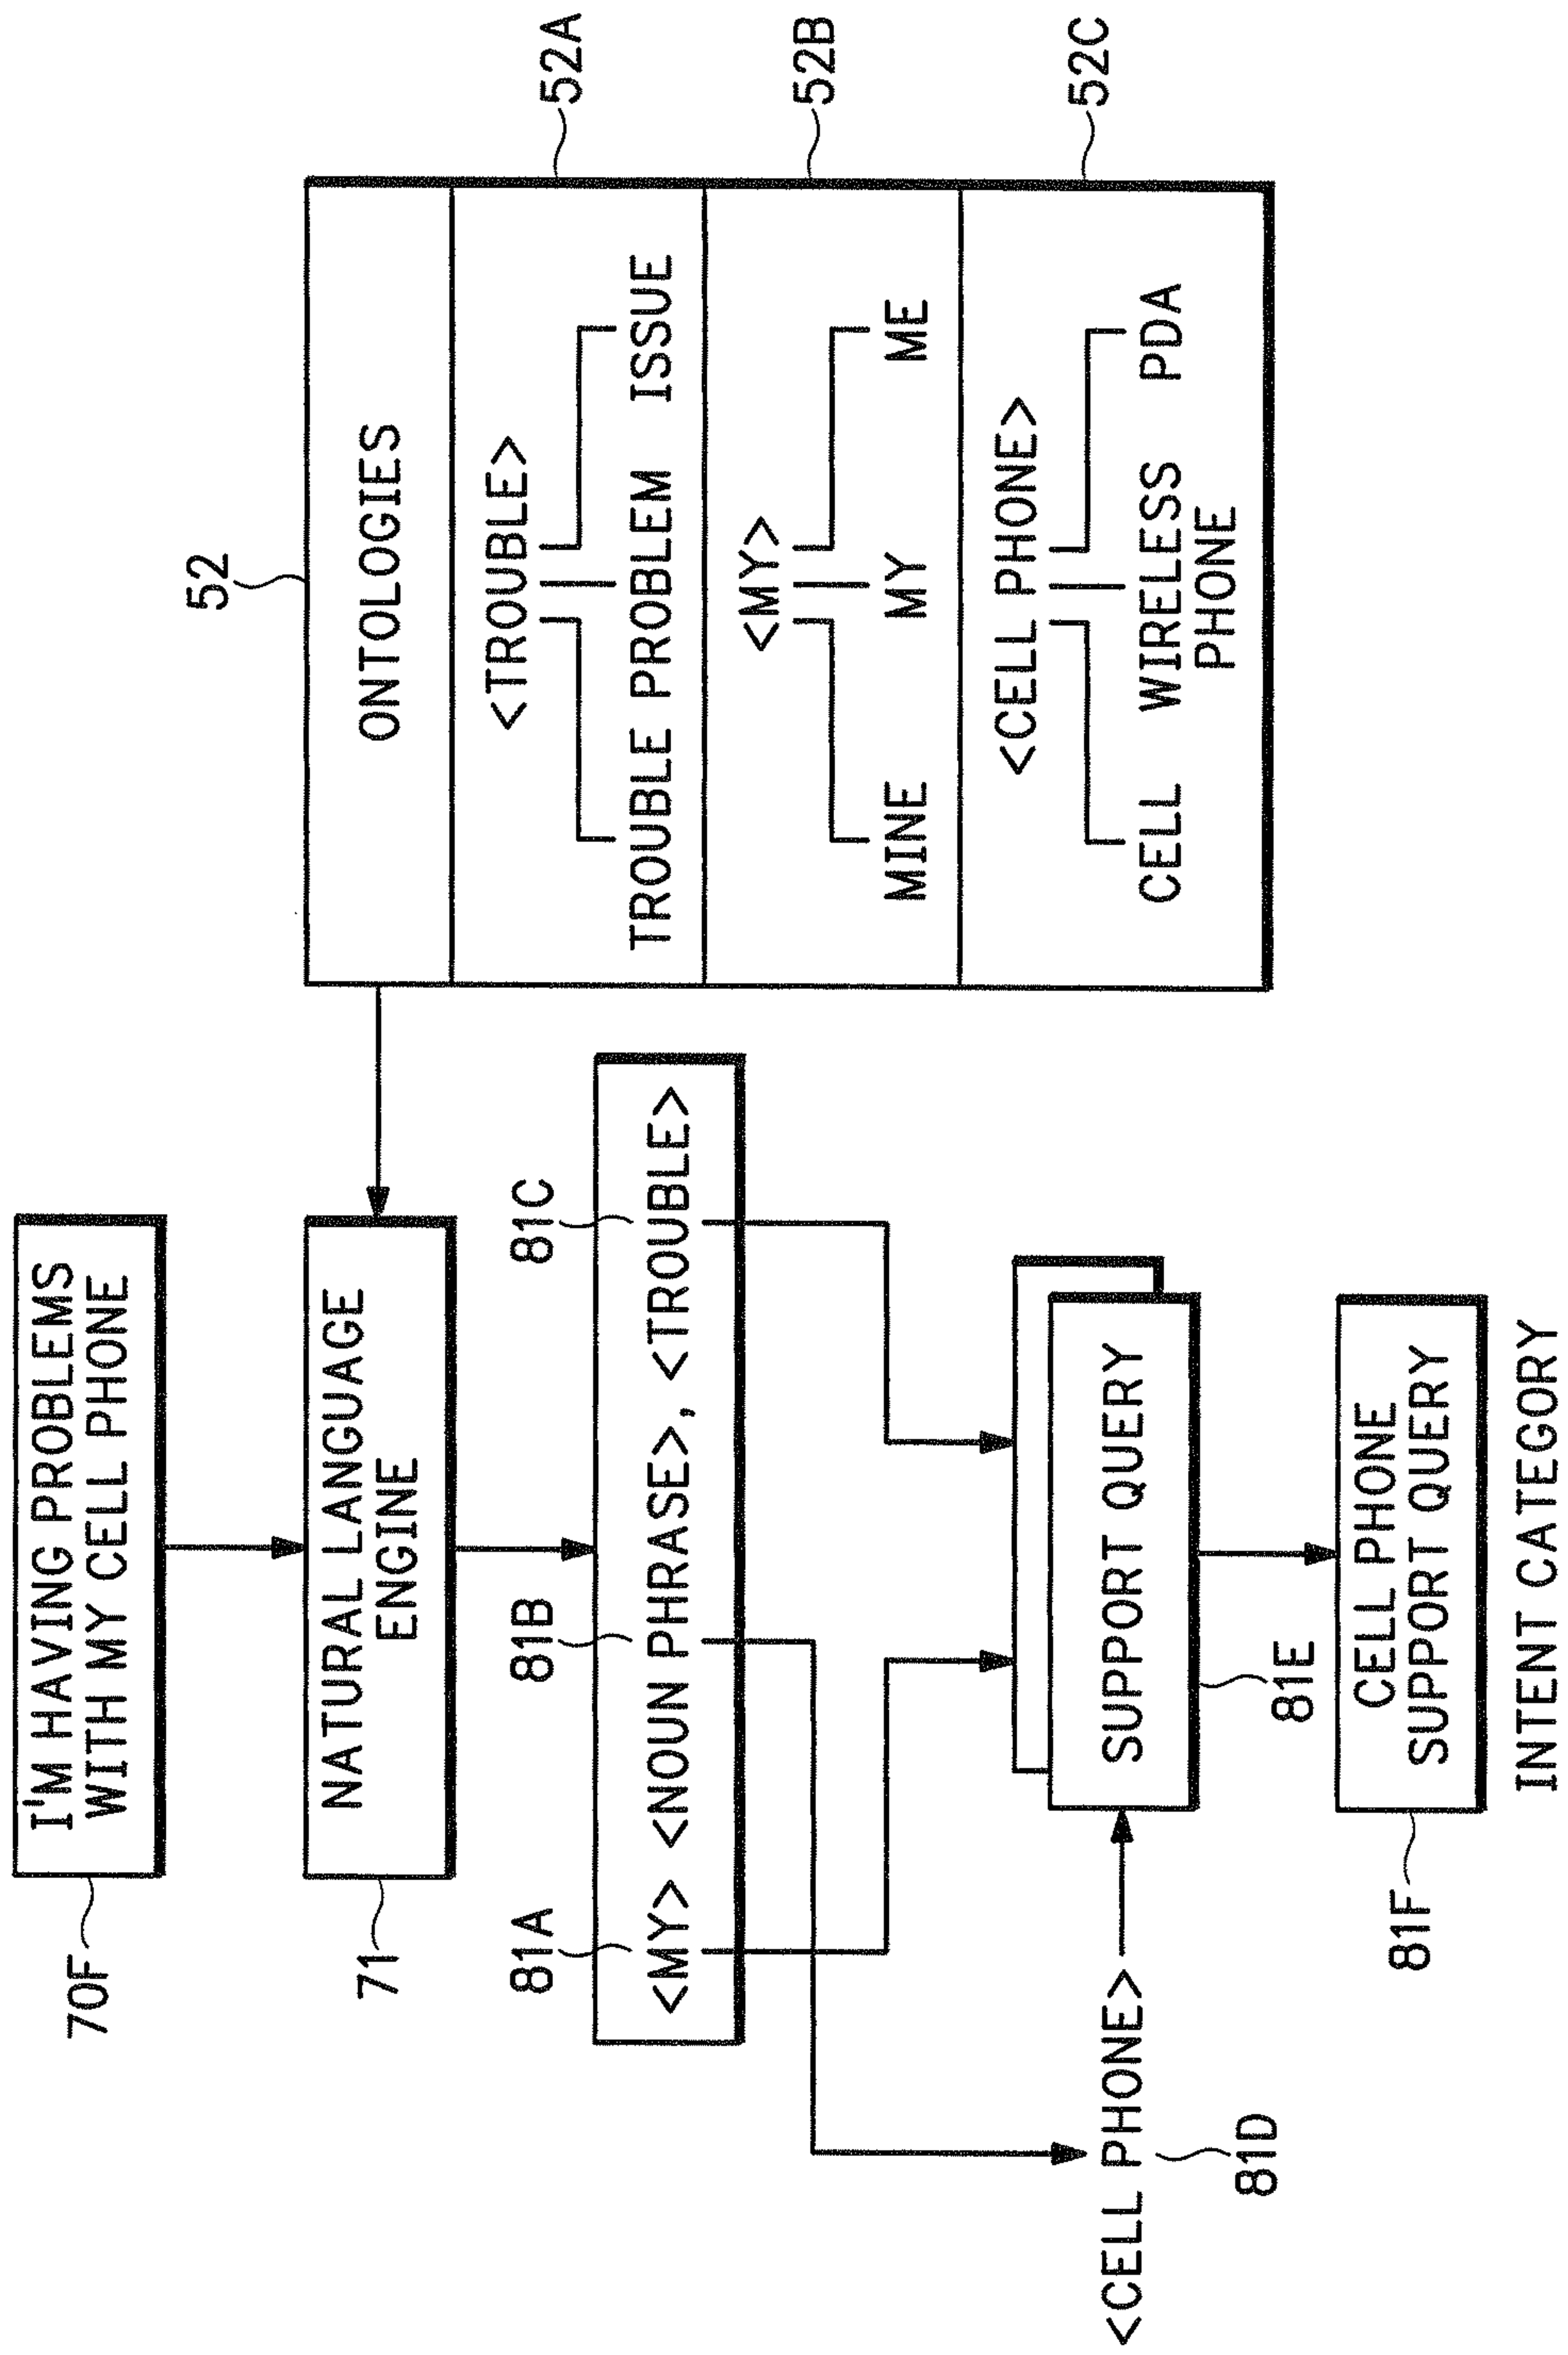 70F
I'M HAVING PROBLEMS
WITH MY CELL PHONE
71
NATURAL LANGUAGE
ENGINE
52
ONTOLOGIES
<TROUBLE>
TROUBLE PROBLEM ISSUE
52A
<MY>
MINE MY ME
52B
<CELL PHONE>
CELL WIRELESS PDA
PHONE
52C
81A 81B 81C
<MY> <NOUN PHRASE>, <TROUBLE>
<CELL PHONE>
81D
SUPPORT QUERY
81E
81F
CELL PHONE
SUPPORT QUERY
INTENT CATEGORY